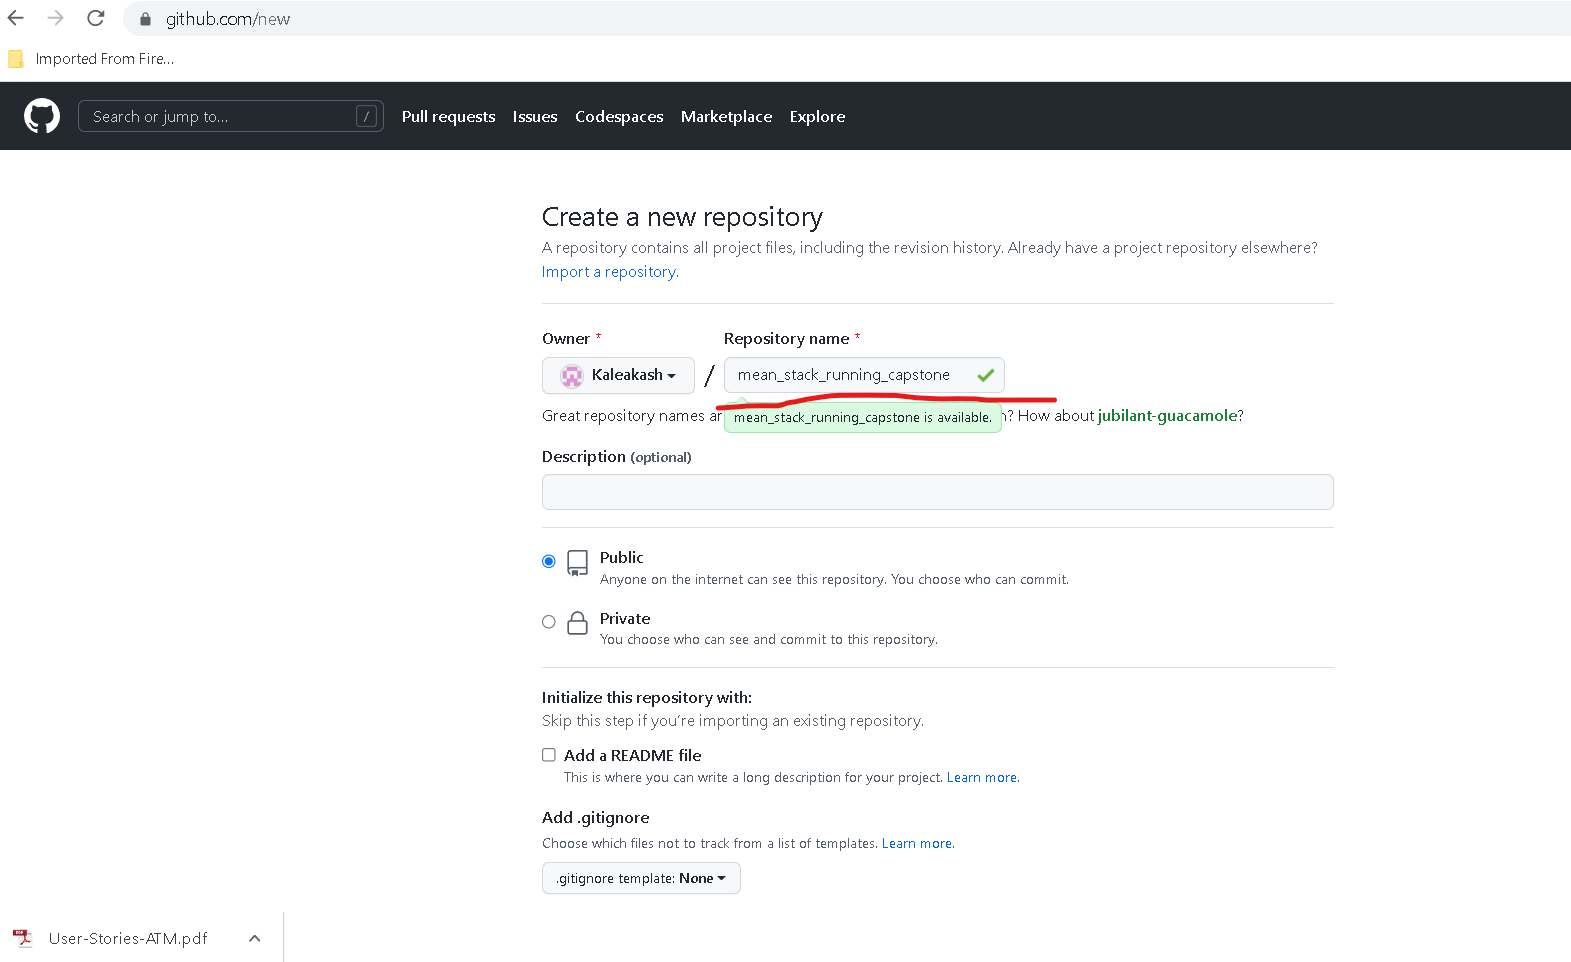 github.com/new
Imported From Fire...
Search or jump to... /
Pull requests Issues Codespaces Marketplace Explore
Create a new repository
A repository contains all project files, including the revision history. Already have a project repository elsewhere?
Import a repository.
Owner * Repository name *
Kaleakash / mean_stack_running_capstone
Great repository names ar ? How about jubilant-guacamole?
mean_stack_running_capstone is available.
Description (optional)
Public
Anyone on the internet can see this repository. You choose who can commit.
Private
You choose who can see and commit to this repository.
Initialize this repository with:
Skip this step if you're importing an existing repository.
Add a README file
This is where you can write a long description for your project. Learn more.
Add .gitignore
Choose which files not to track from a list of templates. Learn more.
.gitignore template: None
PDF User-Stories-ATM.pdf